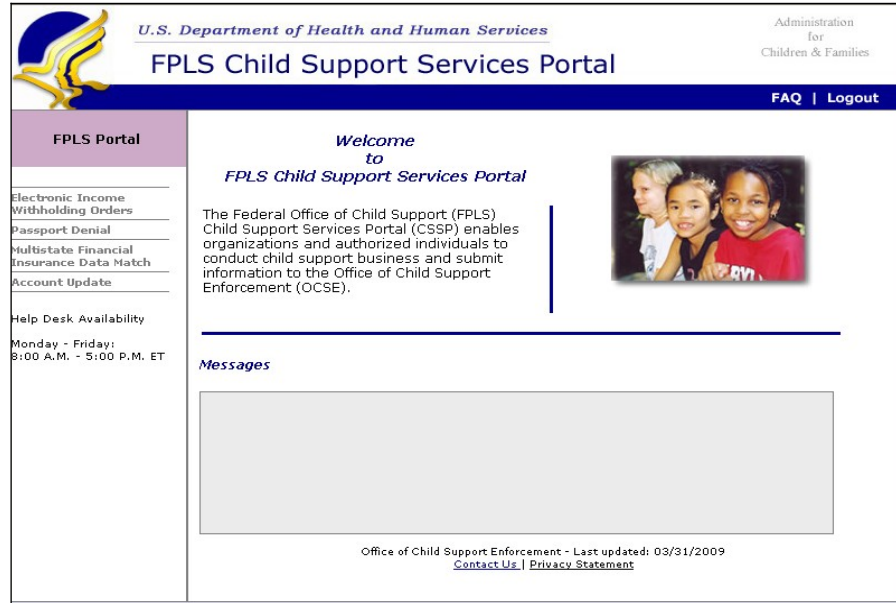 U.S. Department of Health and Human Services
FPLS Child Support Services Portal
Administration
for
Children & Families
FAQ | Logout
FPLS Portal
Electronic Income
Withholding Orders
Passport Denial
Multistate Financial
Insurance Data Match
Account Update
Help Desk Availability
Monday - Friday:
8:00 A.M. - 5:00 P.M. ET
Welcome
to
FPLS Child Support Services Portal
The Federal Office of Child Support (FPLS)
Child Support Services Portal (CSSP) enables
organizations and authorized individuals to
conduct child support business and submit
information to the Office of Child Support
Enforcement (OCSE).
Messages
Office of Child Support Enforcement - Last updated: 03/31/2009
Contact Us | Privacy Statement